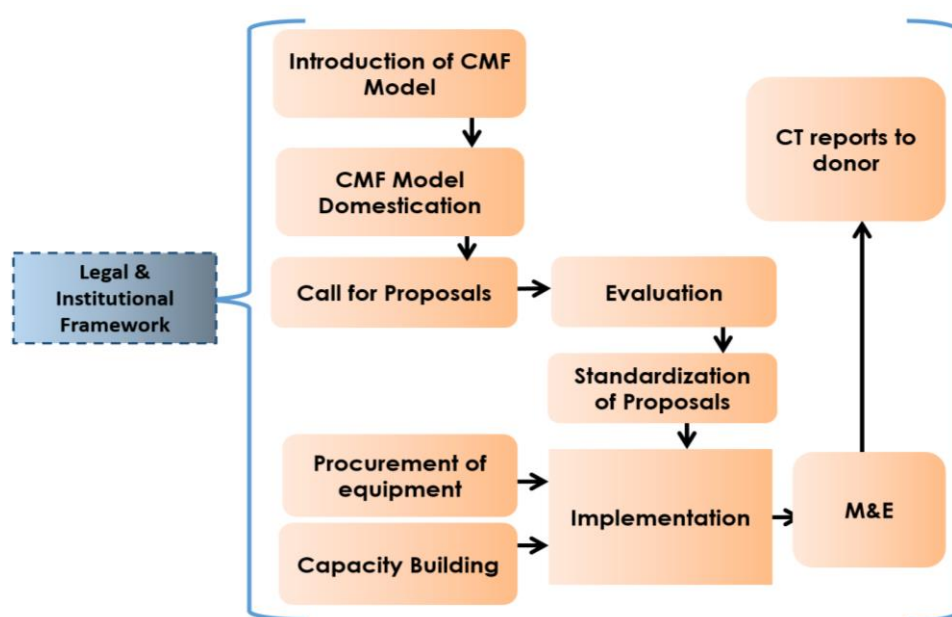 Introduction of CMF
Model
CT reports to
donor
CMF Model
Domestication
Legal &
Institutional
Framework
Call for Proposals
Evaluation
Standardization
of Proposals
Procurement of
equipment
Implementation
M&E
Capacity Building